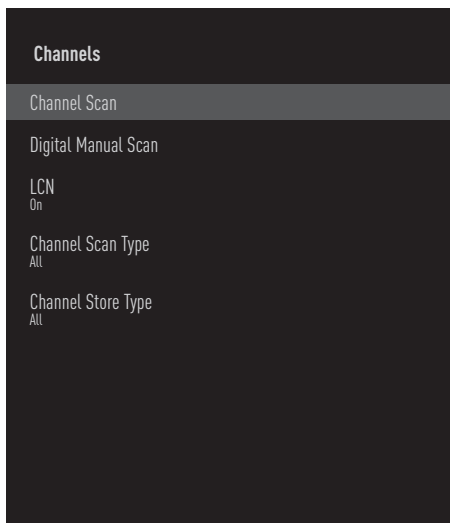 Channels
Channel Scan
Digital Manual Scan
LCN
On
Channel Scan Type
All
Channel Store Type
All